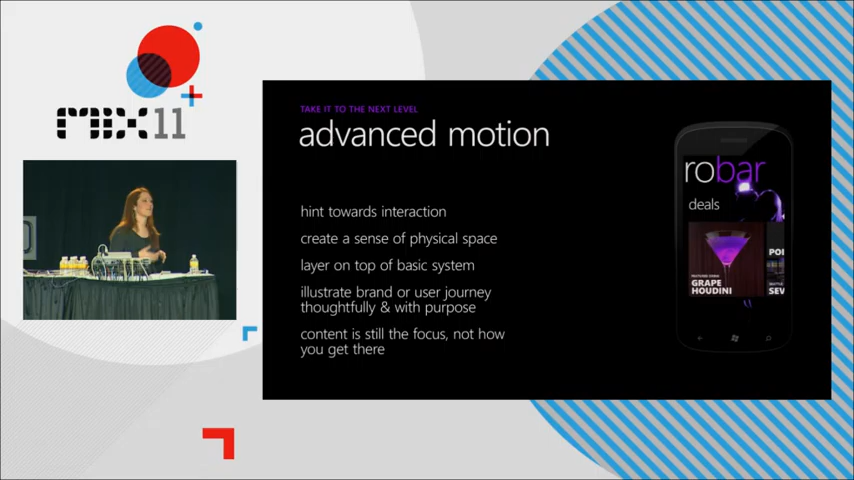 mix11
TAKE IT TO THE NEXT LEVEL
advanced motion
hint towards interaction
create a sense of physical space
layer on top of basic system
illustrate brand or user journey
thoughtfully & with purpose
content is still the focus, not how
you get there
robar
deals
GRAPE
HOUDINI
SEV